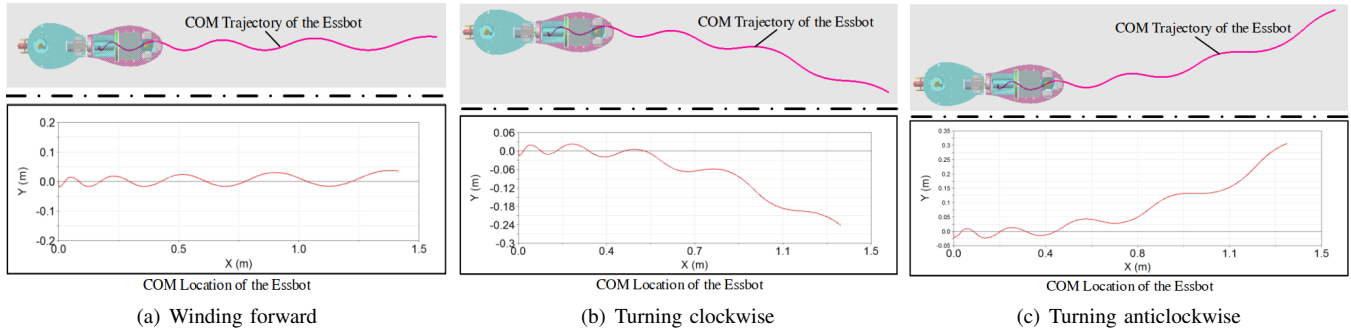 COM Trajectory of the Essbot
0.2
0.1
0.0
-0.1
-0.2
Y (m)
0.0
0.5
1.0
1.5
X (m)
COM Location of the Essbot
(a) Winding forward
COM Trajectory of the Essbot
0.06
0.0
-0.06
-0.12
-0.18
-0.24
-0.3
Y (m)
0.0
0.4
0.7
1.1
1.5
X (m)
COM Location of the Essbot
(b) Turning clockwise
COM Trajectory of the Essbot
0.35
0.3
0.25
0.2
0.15
0.1
0.05
0.0
-0.05
Y (m)
0.0
0.4
0.8
1.1
1.5
X (m)
COM Location of the Essbot
(c) Turning anticlockwise